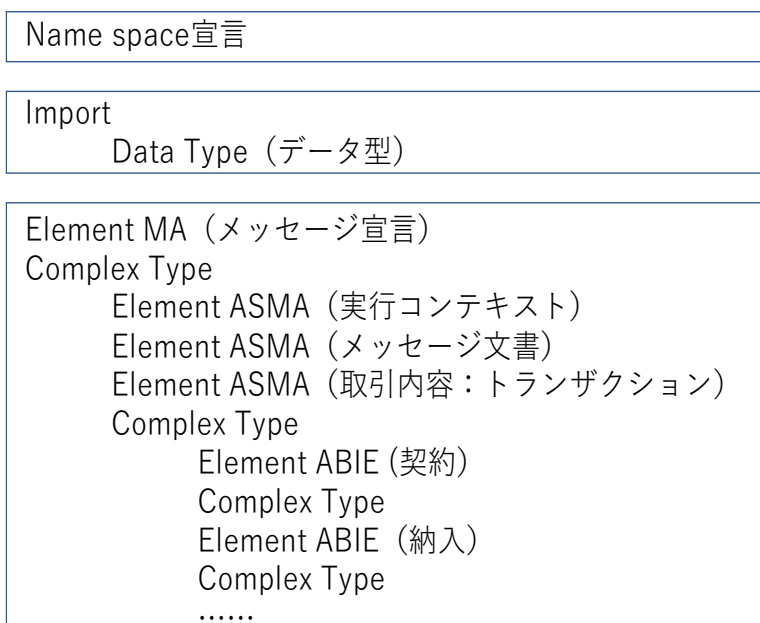 Name space宣言
Import
Data Type（データ型）
Element MA（メッセージ宣言）
Complex Type
Element ASMA（実行コンテキスト）
Element ASMA（メッセージ文書）
Element ASMA（取引内容：トランザクション）
Complex Type
Element ABIE (契約）
Complex Type
Element ABIE（納入）
Complex Type
……